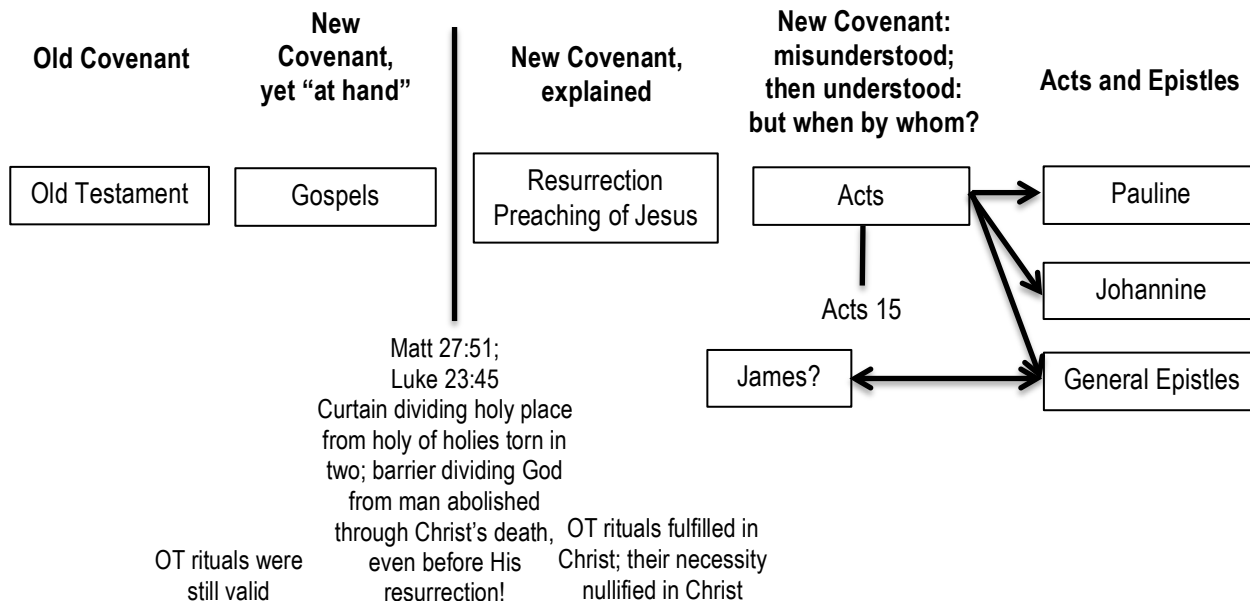 Old Covenant
New
Covenant,
yet “at hand”
New Covenant,
explained
New Covenant:
misunderstood;
then understood:
but when by whom?
Acts and Epistles
Old Testament
Gospels
Resurrection
Preaching of Jesus
Acts
Pauline
Johannine
Acts 15
James?
General Epistles
Matt 27:51;
Luke 23:45
Curtain dividing holy place
from holy of holies torn in
two; barrier dividing God
from man abolished
through Christ’s death,
even before His
resurrection!
OT rituals were
still valid
OT rituals fulfilled in
Christ; their necessity
nullified in Christ